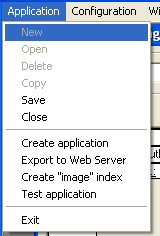 Application Configuration
New
Open
Delete
Copy
Save
Close
Create application
Export to Web Server
Create "image" index
Test application
Exit